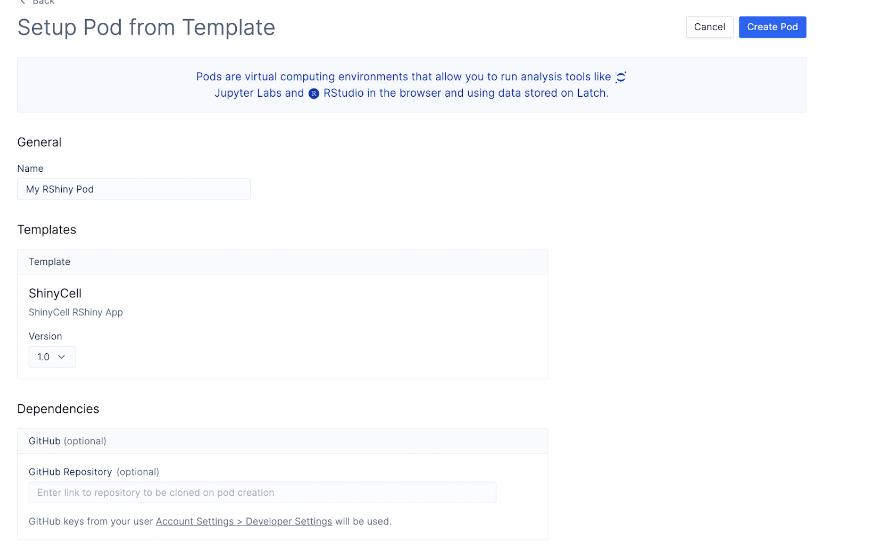 Back
Setup Pod from Template
Cancel
Create Pod
Pods are virtual computing environments that allow you to run analysis tools like
Jupyter Labs and RStudio in the browser and using data stored on Latch.
General
Name
My RShiny Pod
Templates
Template
ShinyCell
ShinyCell RShiny App
Version
1.0
Dependencies
GitHub (optional)
GitHub Repository (optional)
Enter link to repository to be cloned on pod creation
GitHub keys from your user Account Settings > Developer Settings will be used.